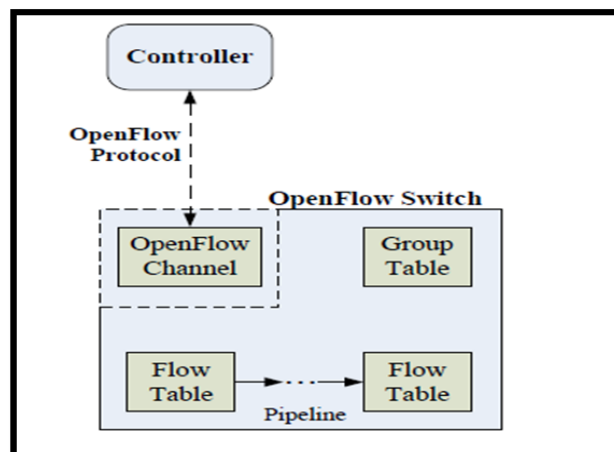 Controller
OpenFlow
Protocol
OpenFlow Switch
OpenFlow
Channel
Group
Table
Flow
Table
Flow
Table
Pipeline